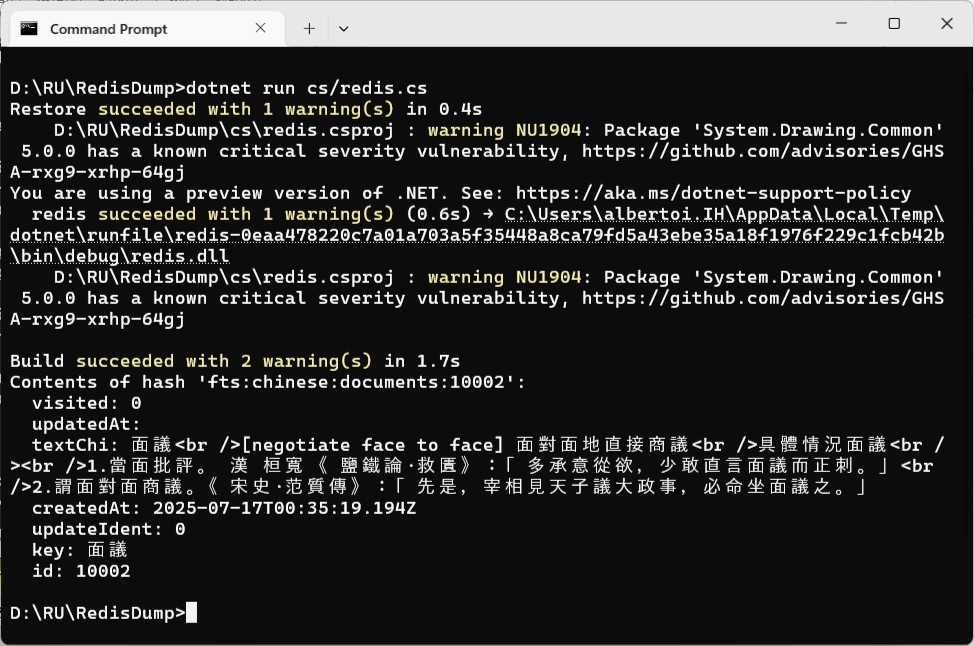 Command Prompt
D:\RU\RedisDump>dotnet run cs/redis.cs
Restore succeeded with 1 warning(s) in 0.4s
    D:\RU\RedisDump\cs\redis.csproj : warning NU1904: Package 'System.Drawing.Common'
 5.0.0 has a known critical severity vulnerability, https://github.com/advisories/GHS
A-rxg9-xrhp-64gj
You are using a preview version of .NET. See: https://aka.ms/dotnet-support-policy
  redis succeeded with 1 warning(s) (0.6s) → C:\Users\albertoi.IH\AppData\Local\Temp\
dotnet\runfile\redis-0eaa478220c7a01a703a5f35448a8ca79fd5a43ebe35a18f1976f229c1fcb42b
\bin\debug\redis.dll
    D:\RU\RedisDump\cs\redis.csproj : warning NU1904: Package 'System.Drawing.Common'
 5.0.0 has a known critical severity vulnerability, https://github.com/advisories/GHS
A-rxg9-xrhp-64gj
Build succeeded with 2 warning(s) in 1.7s
Contents of hash 'fts:chinese:documents:10002':
  visited: 0
  updatedAt:
  textChi: 面議<br />[negotiate face to face] 面對面地直接商議<br />具體情況面議<br /
><br />1.當面批評。 漢 桓寬《 鹽鐵論·救匱》:「 多承意從欲, 少敢直言面議而正刺。」<br
/>2.謂面對面商議。《 宋史·范質傳》:「 先是, 宰相見天子議大政事, 必命坐面議之。」
  createdAt: 2025-07-17T00:35:19.194Z
  updateIdent: 0
  key: 面議
  id: 10002
D:\RU\RedisDump>